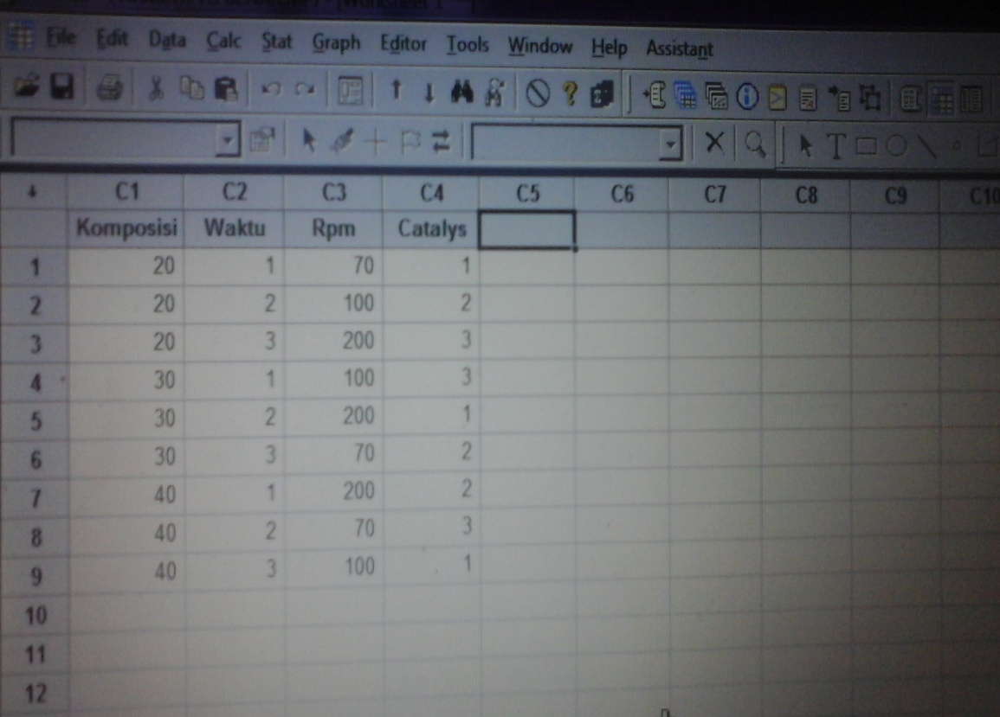 File Edit Data Calc Stat Graph Editor Tools Window Help Assistant
C1 C2 C3 C4 C5 C6 C7 C8 C9 C10
Komposisi Waktu Rpm Catalys
1 20 1 70 1
2 20 2 100 2
3 20 3 200 3
4 30 1 100 3
5 30 2 200 1
6 30 3 70 2
7 40 1 200 2
8 40 2 70 3
9 40 3 100 1
10
11
12